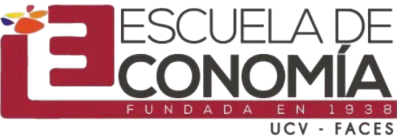 ESCUELA DE
ECONOMÍA
FUNDADA EN 1938
UCV - FACES